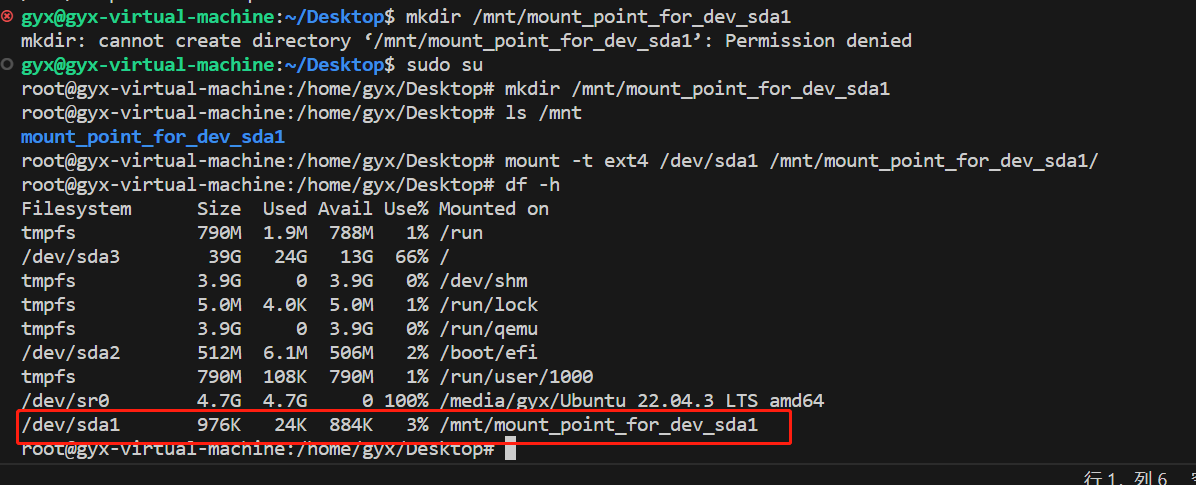 gyx@gyx-virtual-machine:~/Desktop$ mkdir /mnt/mount_point_for_dev_sda1
mkdir: cannot create directory ‘/mnt/mount_point_for_dev_sda1’: Permission denied
gyx@gyx-virtual-machine:~/Desktop$ sudo su
root@gyx-virtual-machine:/home/gyx/Desktop# mkdir /mnt/mount_point_for_dev_sda1
root@gyx-virtual-machine:/home/gyx/Desktop# ls /mnt
mount_point_for_dev_sda1
root@gyx-virtual-machine:/home/gyx/Desktop# mount -t ext4 /dev/sda1 /mnt/mount_point_for_dev_sda1/
root@gyx-virtual-machine:/home/gyx/Desktop# df -h
Filesystem      Size  Used Avail Use% Mounted on
tmpfs           790M  1.9M  788M   1% /run
/dev/sda3        39G   24G   13G  66% /
tmpfs           3.9G     0  3.9G   0% /dev/shm
tmpfs           5.0M  4.0K  5.0M   1% /run/lock
tmpfs           3.9G     0  3.9G   0% /run/qemu
/dev/sda2       512M  6.1M  506M   2% /boot/efi
tmpfs           790M  108K  790M   1% /run/user/1000
/dev/sr0        4.7G  4.7G     0 100% /media/gyx/Ubuntu 22.04.3 LTS amd64
/dev/sda1       976K   24K  884K   3% /mnt/mount_point_for_dev_sda1
root@gyx-virtual-machine:/home/gyx/Desktop#
行 1，列 6